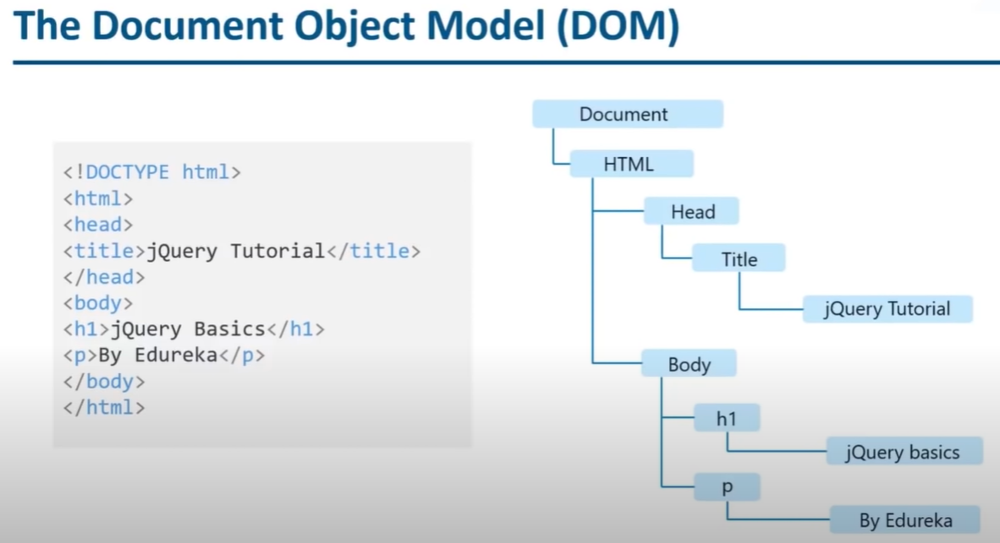 The Document Object Model (DOM)
<!DOCTYPE html>
<html>
<head>
<title>jQuery Tutorial</title>
</head>
<body>
<h1>jQuery Basics</h1>
<p>By Edureka</p>
</body>
</html>
Document
HTML
Head
Title
jQuery Tutorial
Body
h1
jQuery basics
p
By Edureka